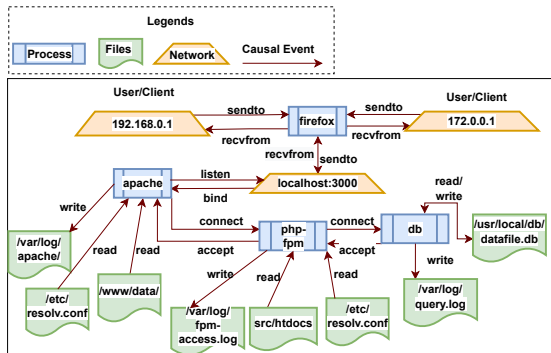 Legends
Process
Files
Network
Causal Event
User/Client
User/Client
sendto
sendto
192.168.0.1
firefox
172.0.0.1
recvfrom
recvfrom
recvfrom
sendto
apache
listen
localhost:3000
bind
read/
write
write
connect
php-
fpm
connect
db
/usr/local/db/
datafile.db
/var/log/
apache/
read
read
accept
accept
write
read
read
write
/etc/
resolv.conf
/www/data/
/var/log/
fpm-
access.log
src/htdocs
/etc/
resolv.conf
/var/log/
query.log